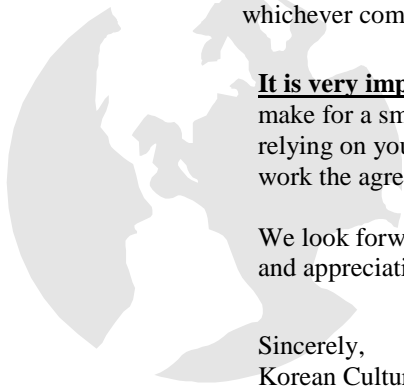 whichever com
It is very imp
make for a sm
relying on you
work the agre
We look forw
and appreciati
Sincerely,
Korean Cultur